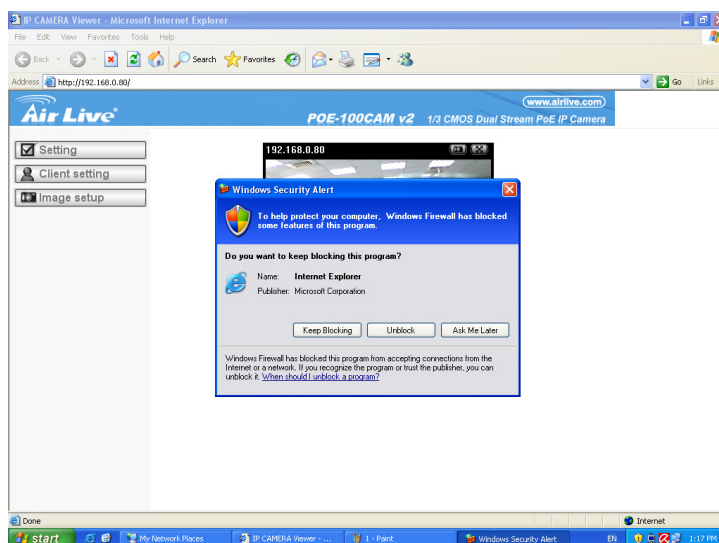 IP CAMERA Viewer - Microsoft Internet Explorer
File Edit View Favorites Tools Help
Back Search Favorites
Address http://192.168.0.80/ Go Links
Air Live®
www.airlive.com
POE-100CAM v2 1/3 CMOS Dual Stream PoE IP Camera
Setting
Client setting
Image setup
192.168.0.80
Windows Security Alert
To help protect your computer, Windows Firewall has blocked
some features of this program.
Do you want to keep blocking this program?
Name: Internet Explorer
Publisher: Microsoft Corporation
Keep Blocking Unblock Ask Me Later
Windows Firewall has blocked this program from accepting connections from the
Internet or a network. If you recognize the program or trust the publisher, you can
unblock it. When should I unblock a program?
Done Internet
start My Network Places IP CAMERA Viewer - ... 1 - Paint Windows Security Alert EN 1:17 PM